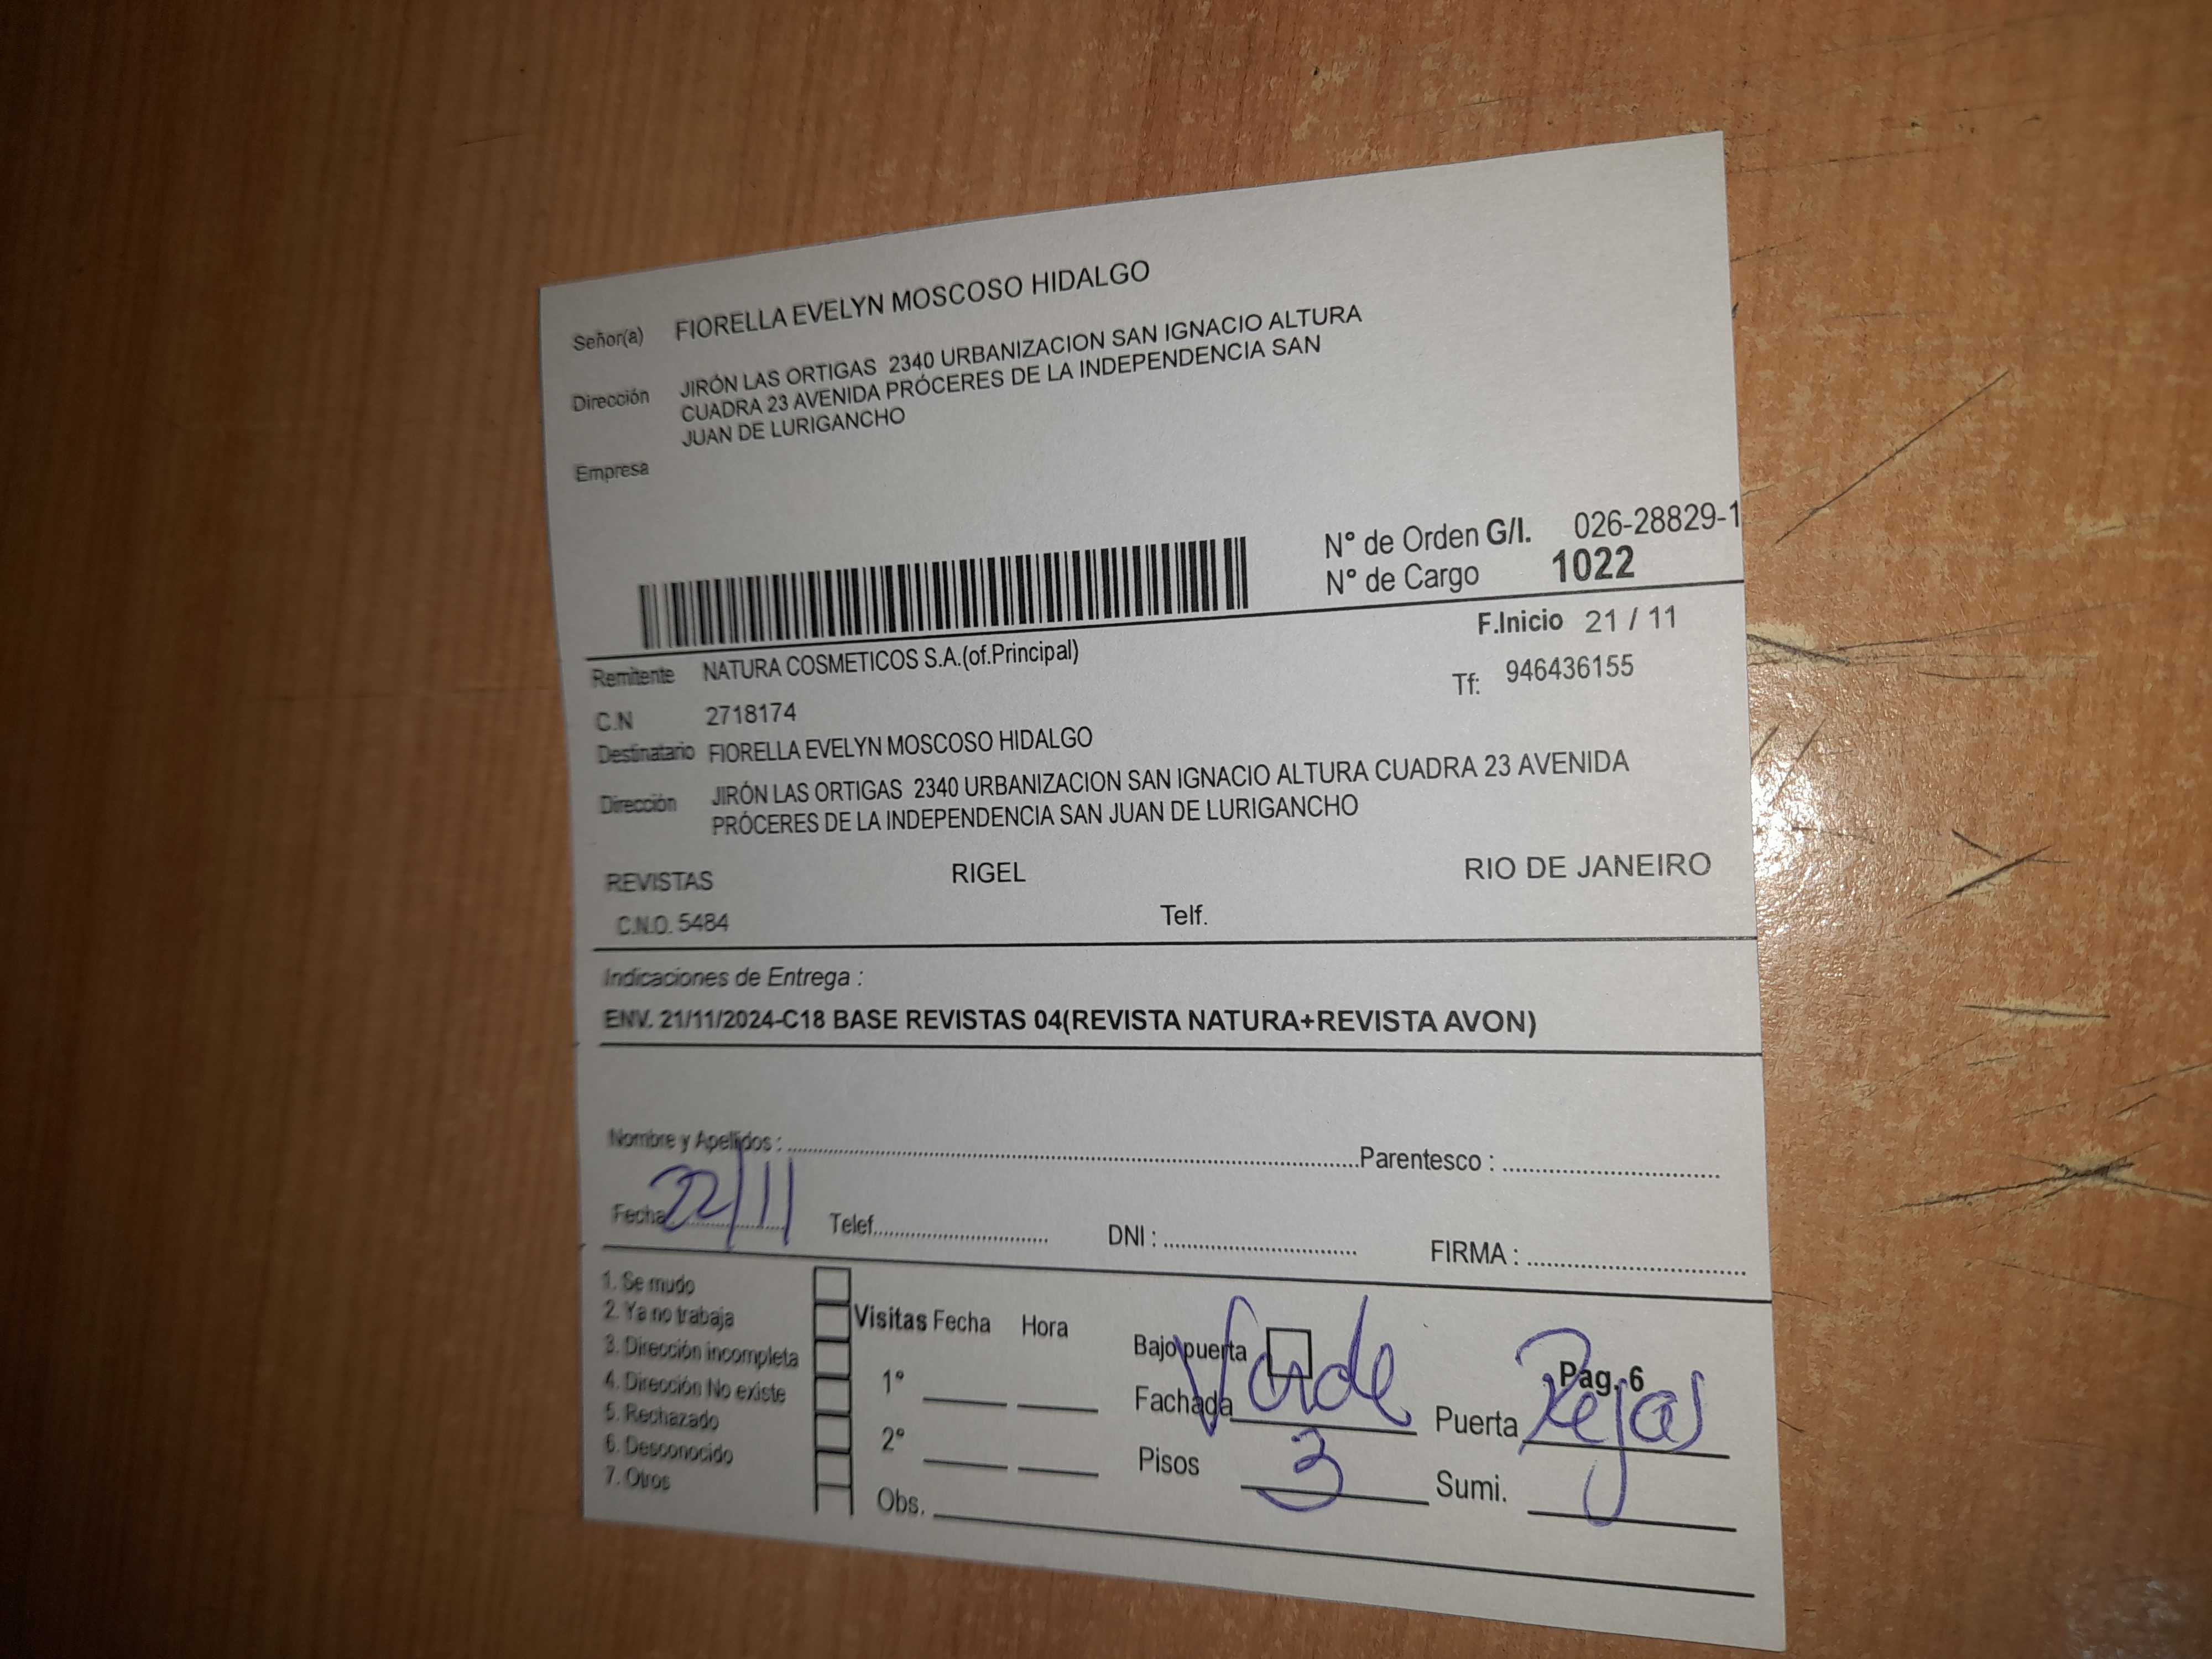 Señor(a) FIORELLA EVELYN MOSCOSO HIDALGO
Dirección JIRÓN LAS ORTIGAS 2340 URBANIZACION SAN IGNACIO ALTURA
CUADRA 23 AVENIDA PRÓCERES DE LA INDEPENDENCIA SAN
JUAN DE LURIGANCHO
Empresa
N° de Orden G/I. 026-28829-1
N° de Cargo 1022
F.Inicio 21 / 11
Remitente NATURA COSMETICOS S.A.(of.Principal)
Tf: 946436155
C.N 2718174
Destinatario FIORELLA EVELYN MOSCOSO HIDALGO
Dirección JIRÓN LAS ORTIGAS 2340 URBANIZACION SAN IGNACIO ALTURA CUADRA 23 AVENIDA
PRÓCERES DE LA INDEPENDENCIA SAN JUAN DE LURIGANCHO
REVISTAS RIGEL RIO DE JANEIRO
C.N.O. 5484 Telf.
Indicaciones de Entrega :
ENV. 21/11/2024-C18 BASE REVISTAS 04(REVISTA NATURA+REVISTA AVON)
Nombre y Apellidos : Parentesco :
Fecha 22/11 Telef. DNI : FIRMA :
1. Se mudo
2. Ya no trabaja
3. Dirección incompleta
4. Dirección No existe
5. Rechazado
6. Desconocido
7. Otros
Visitas Fecha Hora
1°
2°
Obs.
Bajo puerta Pag. 6
Fachada Verde Puerta Rejas
Pisos 3 Sumi.